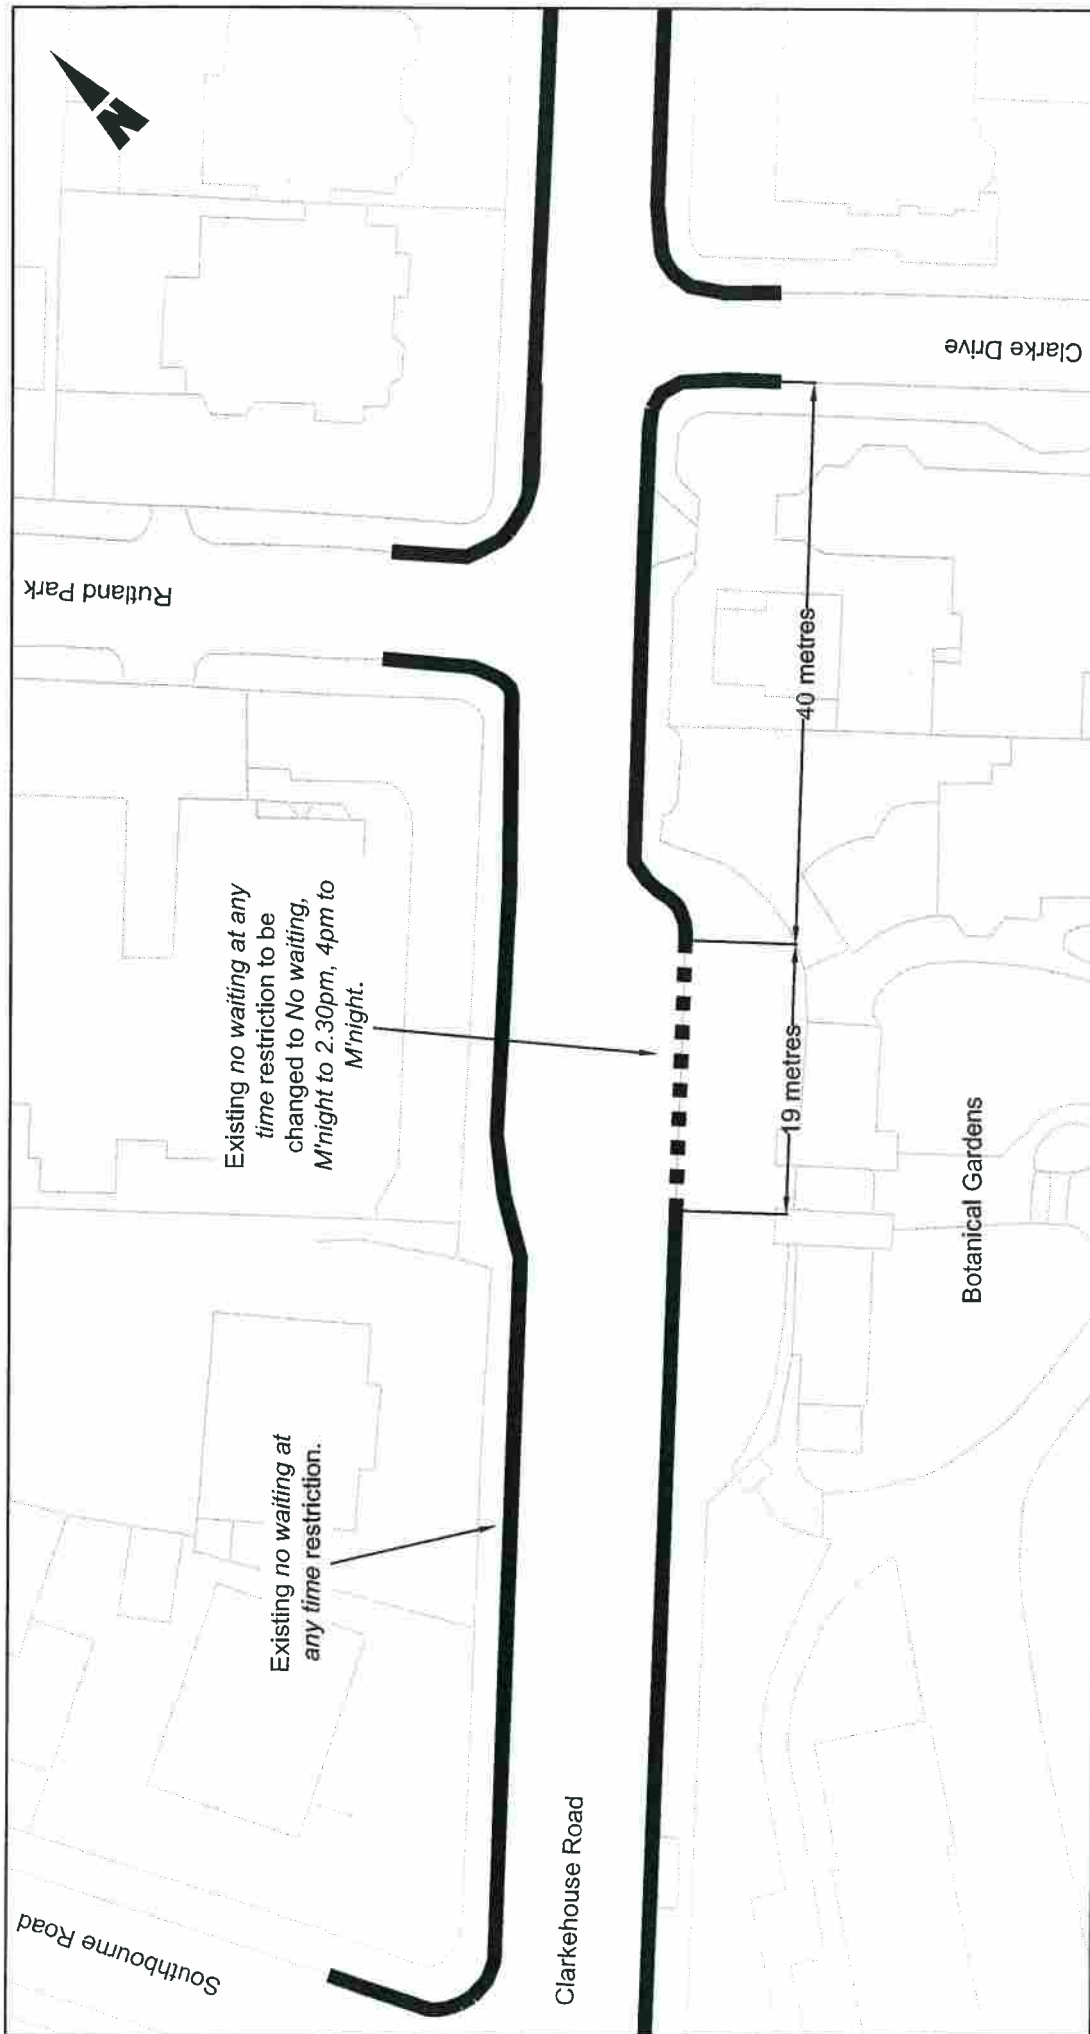 N
Rutland Park
Clarke Drive
Existing no waiting at any
time restriction to be
changed to No waiting,
M'night to 2.30pm, 4pm to
M'night.
40 metres
19 metres
Existing no waiting at
any time restriction.
Botanical Gardens
Southbourne Road
Clarkehouse Road